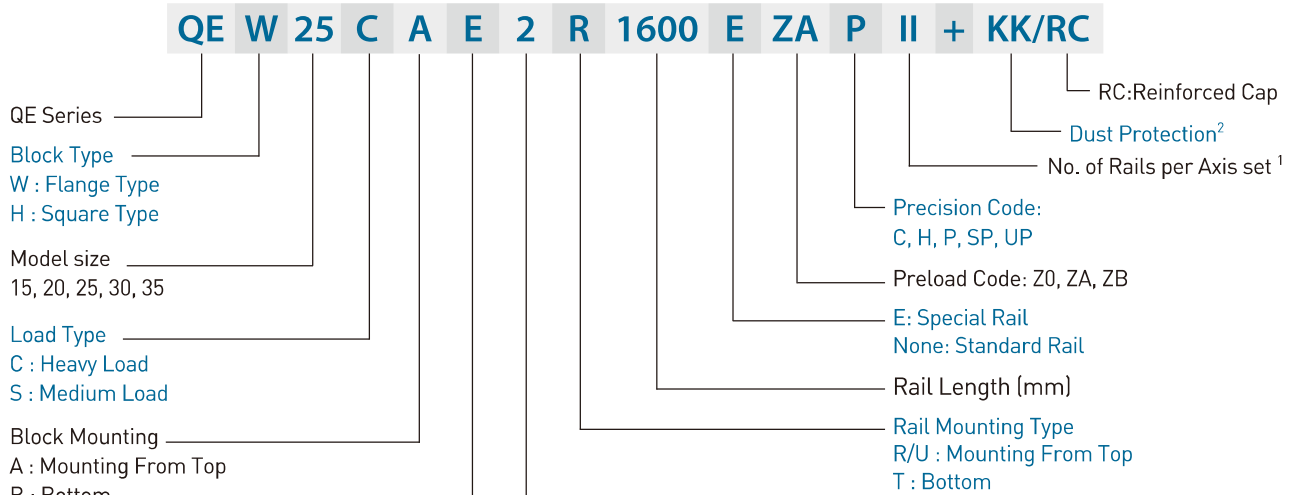 QE W 25 C A E 2 R 1600 E ZA P II + KK/RC
QE Series
Block Type
W : Flange Type
H : Square Type
Model size
15, 20, 25, 30, 35
Load Type
C : Heavy Load
S : Medium Load
Block Mounting
A : Mounting From Top
B : Bottom
RC:Reinforced Cap
Dust Protection²
No. of Rails per Axis set ¹
Precision Code:
C, H, P, SP, UP
Preload Code: Z0, ZA, ZB
E: Special Rail
None: Standard Rail
Rail Length (mm)
Rail Mounting Type
R/U : Mounting From Top
T : Bottom